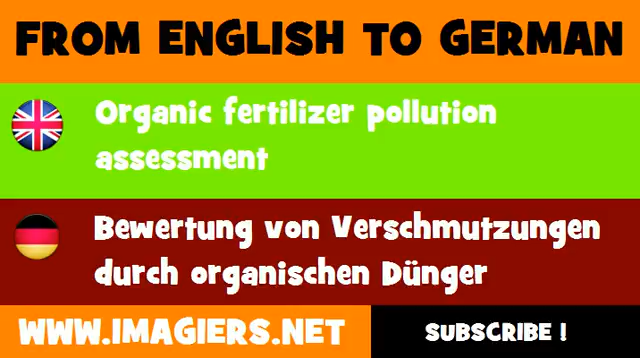 FROM ENGLISH TO GERMAN
Organic fertilizer pollution
assessment
Bewertung von Verschmutzungen
durch organischen Dünger
WWW.IMAGIERS.NET
SUBSCRIBE !